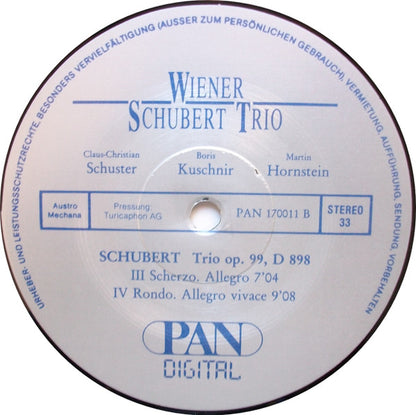 URHEBER- UND LEISTUNGSSCHUTZRECHTE, BESONDERS VERVIELFÄLTIGUNG (AUSSER ZUM PERSÖNLICHEN GEBRAUCH), VERMIETUNG, AUFFÜHRUNG, SENDUNG, VORBEHALTEN
WIENER
SCHUBERT TRIO
Claus-Christian Boris Martin
Schuster Kuschnir Hornstein
Austro Pressung: PAN 170011 B STEREO
Mechana Turicaphon AG 33
SCHUBERT Trio op. 99, D 898
III Scherzo. Allegro 7'04
IV Rondo. Allegro vivace 9'08
PAN
DIGITAL